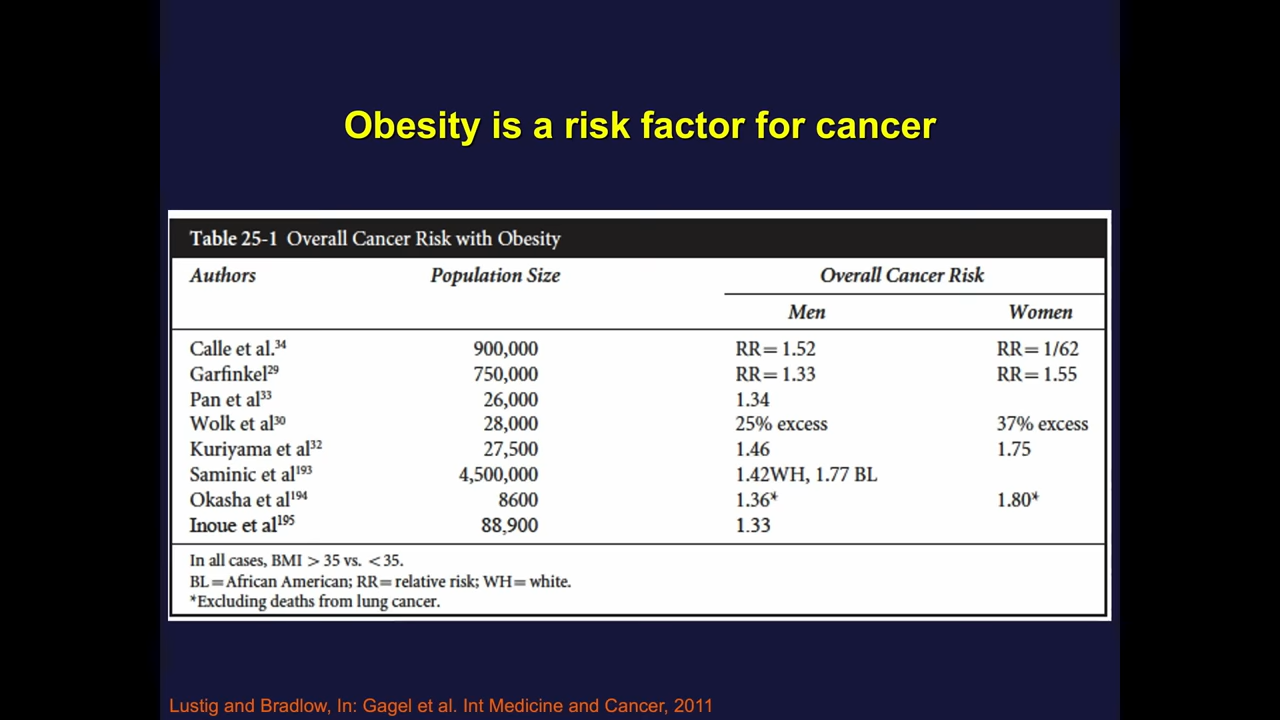 Obesity is a risk factor for cancer
Table 25-1 Overall Cancer Risk with Obesity
Authors Population Size Overall Cancer Risk
Men Women
Calle et al.34 900,000 RR = 1.52 RR = 1/62
Garfinkel29 750,000 RR = 1.33 RR = 1.55
Pan et al33 26,000 1.34
Wolk et al30 28,000 25% excess 37% excess
Kuriyama et al32 27,500 1.46 1.75
Saminic et al193 4,500,000 1.42WH, 1.77 BL
Okasha et al194 8600 1.36* 1.80*
Inoue et al195 88,900 1.33
In all cases, BMI > 35 vs. < 35.
BL = African American; RR = relative risk; WH = white.
*Excluding deaths from lung cancer.
Lustig and Bradlow, In: Gagel et al. Int Medicine and Cancer, 2011